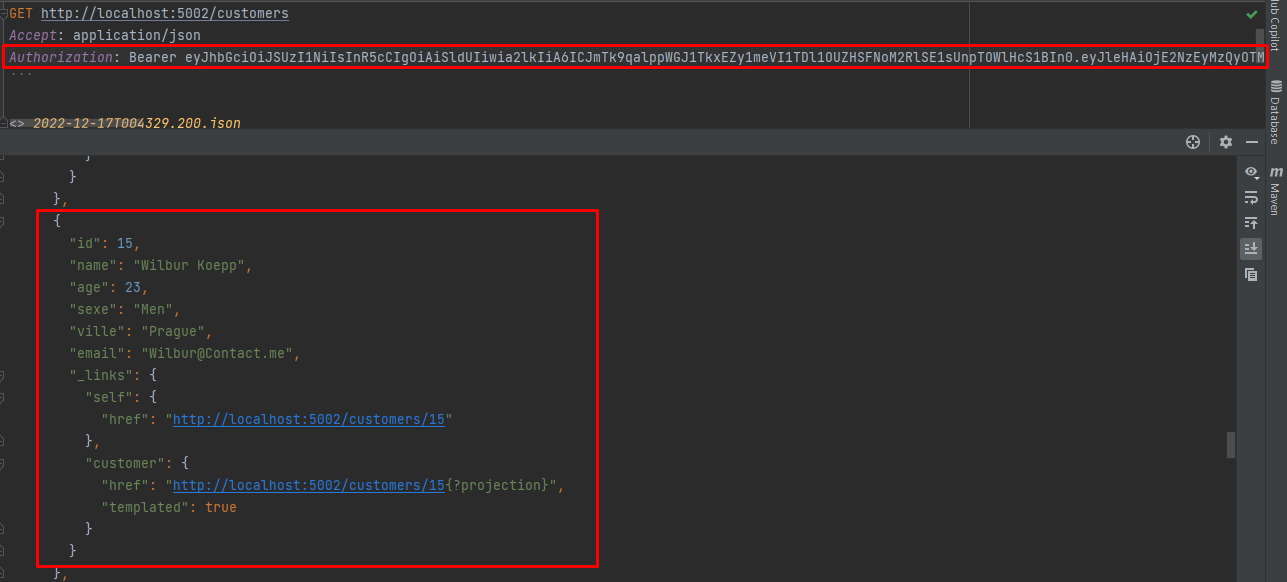 GET http://localhost:5002/customers
Accept: application/json
Authorization: Bearer eyJhbGciOiJSUzI1NiIsInR5cCIgOiAiSldUIiwia2lkIiA6ICJmTk9qalppWGJ1TkxEZy1meVI1TDl1OUZHSFNoM2RlSE1sUnpTOWlHcS1BIn0.eyJleHAiOjE2NzEyMzQyOTM
```
<> 2022-12-17T004329.200.json
}
}
},
{
"id": 15,
"name": "Wilbur Koepp",
"age": 23,
"sexe": "Men",
"ville": "Prague",
"email": "Wilbur@Contact.me",
"_links": {
"self": {
"href": "http://localhost:5002/customers/15"
},
"customer": {
"href": "http://localhost:5002/customers/15{?projection}",
"templated": true
}
}
},
Copilot
Database
m Maven